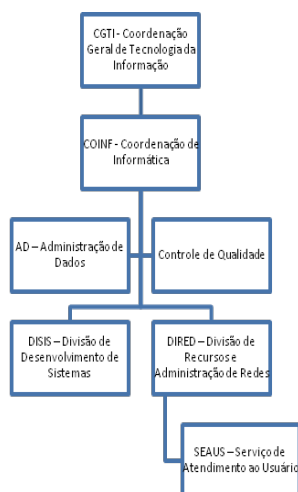 CGTI - Coordenação
Geral de Tecnologia da
Informação
COINF - Coordenação de
Informática
AD – Administração de
Dados
Controle de Qualidade
DISIS – Divisão de
Desenvolvimento de
Sistemas
DIRED – Divisão de
Recursos e
Administração de Redes
SEAUS – Serviço de
Atendimento ao Usuário